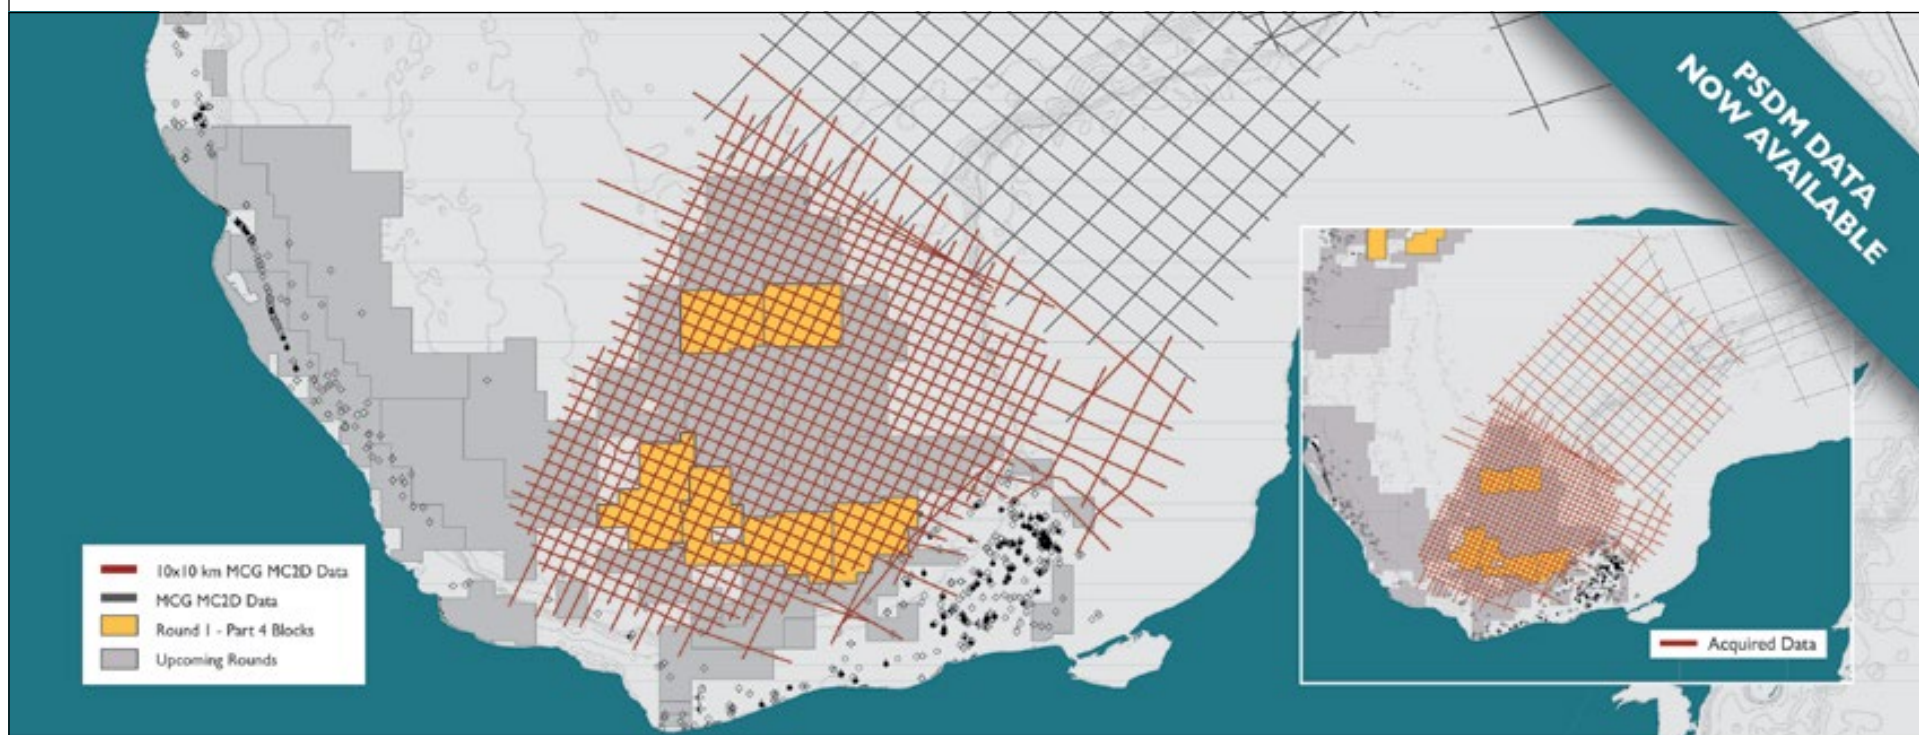 PSDM DATA
NOW AVAILABLE
10x10 km MCG MC2D Data
MCG MC2D Data
Round 1 - Part 4 Blocks
Upcoming Rounds
Acquired Data